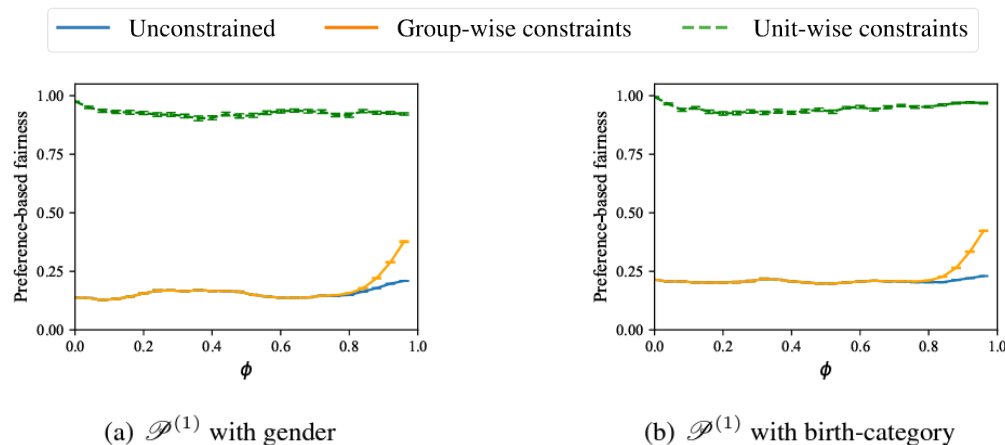 Unconstrained Group-wise constraints Unit-wise constraints
Preference-based fairness
1.00
0.75
0.50
0.25
0.00
0.0 0.2 0.4 0.6 0.8 1.0
ϕ
(a) 𝒫(1) with gender
Preference-based fairness
1.00
0.75
0.50
0.25
0.00
0.0 0.2 0.4 0.6 0.8 1.0
ϕ
(b) 𝒫(1) with birth-category